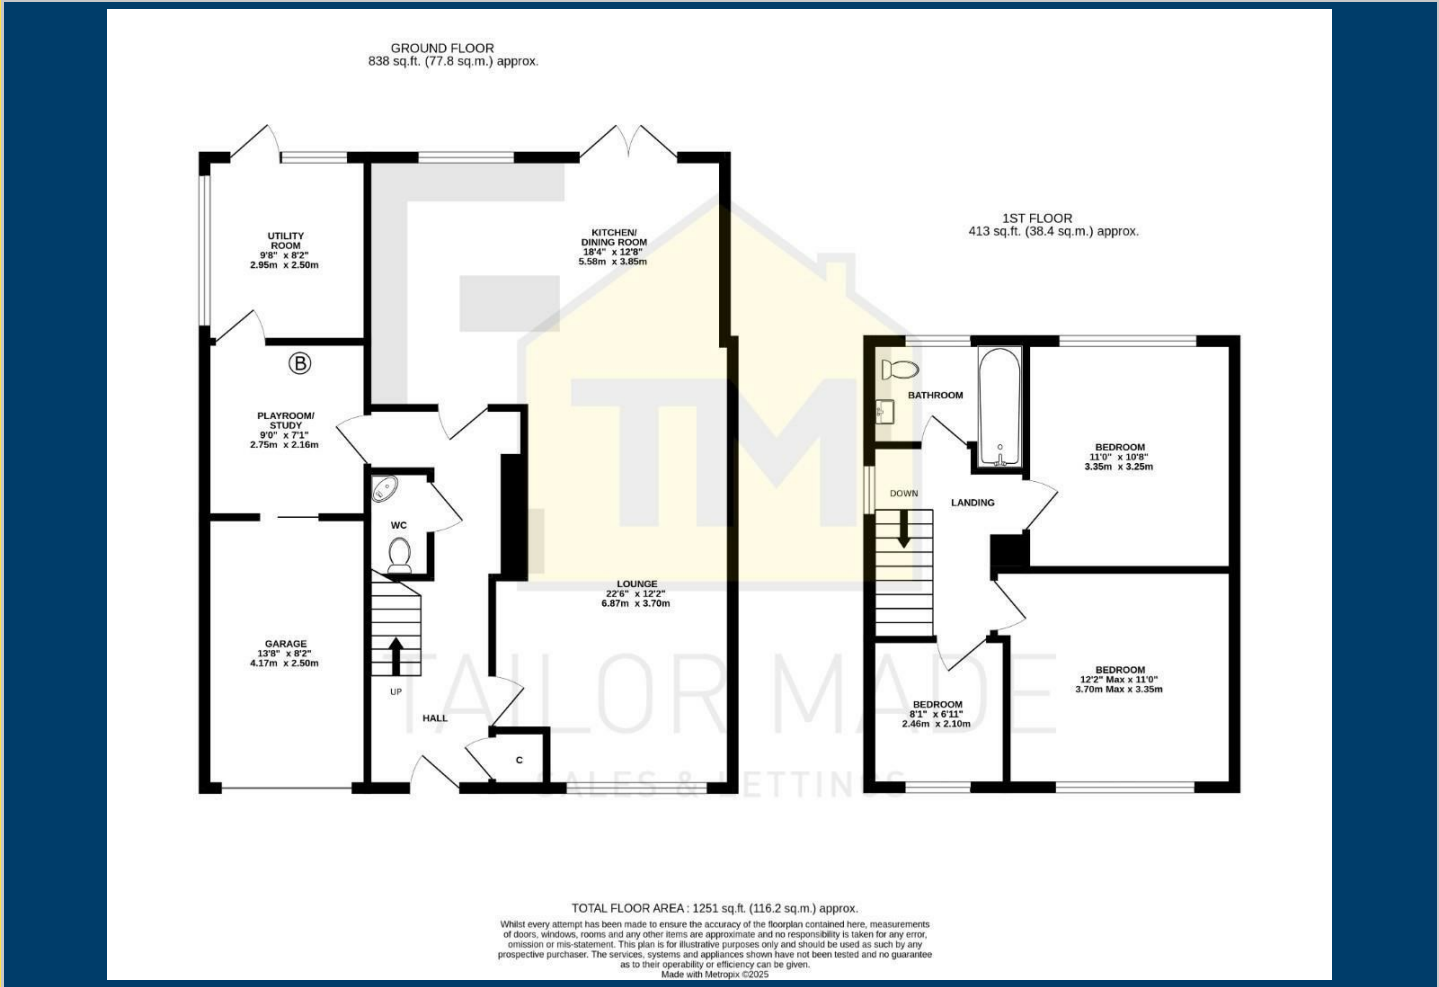 GROUND FLOOR
838 sq.ft. (77.8 sq.m.) approx.
UTILITY
ROOM
9'8" x 8'2"
2.95m x 2.50m
KITCHEN/
DINING ROOM
18'4" x 12'8"
5.58m x 3.85m
B
PLAYROOM/
STUDY
9'0" x 7'1"
2.75m x 2.16m
WC
LOUNGE
22'6" x 12'2"
6.87m x 3.70m
GARAGE
13'8" x 8'2"
4.17m x 2.50m
UP
HALL
C
1ST FLOOR
413 sq.ft. (38.4 sq.m.) approx.
BATHROOM
BEDROOM
11'0" x 10'8"
3.35m x 3.25m
DOWN
LANDING
BEDROOM
12'2" Max x 11'0"
3.70m Max x 3.35m
BEDROOM
8'1" x 6'11"
2.46m x 2.10m
TM
TAILOR MADE
SALES & LETTINGS
TOTAL FLOOR AREA : 1251 sq.ft. (116.2 sq.m.) approx.
Whilst every attempt has been made to ensure the accuracy of the floorplan contained here, measurements
of doors, windows, rooms and any other items are approximate and no responsibility is taken for any error,
omission or mis-statement. This plan is for illustrative purposes only and should be used as such by any
prospective purchaser. The services, systems and appliances shown have not been tested and no guarantee
as to their operability or efficiency can be given.
Made with Metropix ©2025